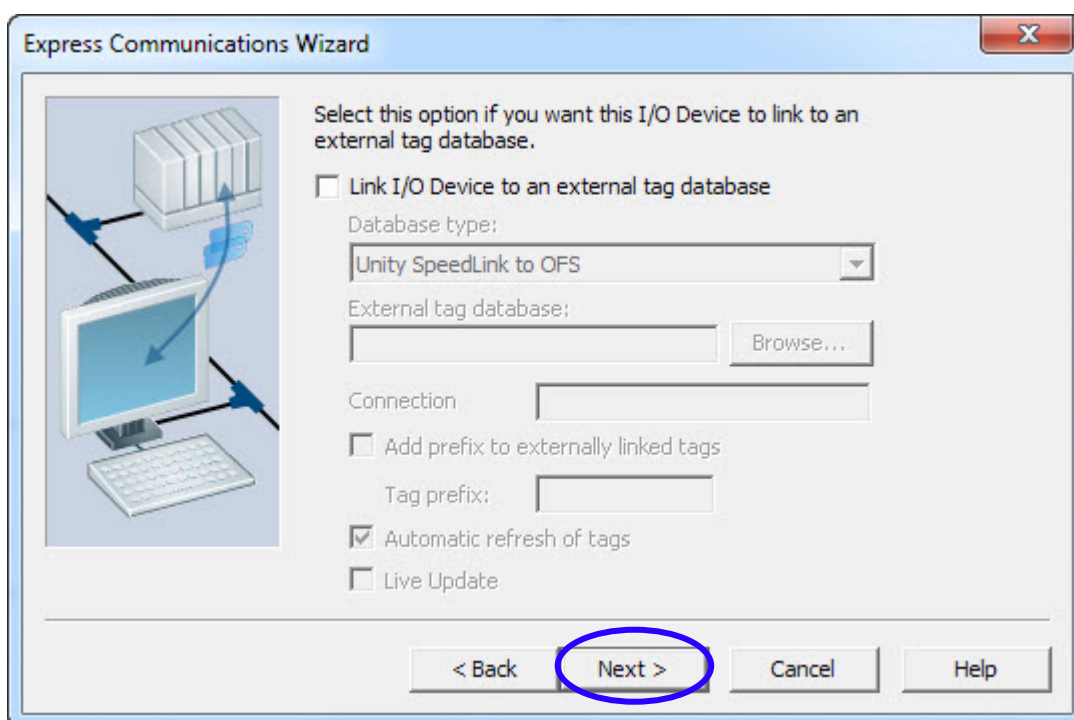 Express Communications Wizard
Select this option if you want this I/O Device to link to an
external tag database.
Link I/O Device to an external tag database
Database type:
Unity SpeedLink to OFS
External tag database:
Browse...
Connection
Add prefix to externally linked tags
Tag prefix:
Automatic refresh of tags
Live Update
< Back Next > Cancel Help